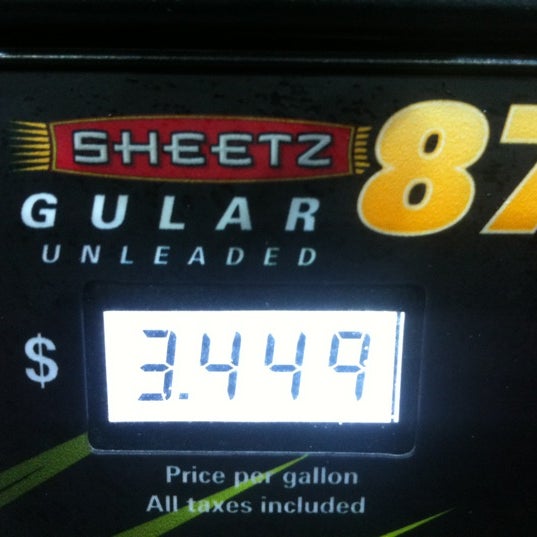 SHEETZ
87
GULAR
UNLEADED
$ 3.449
Price per gallon
All taxes included